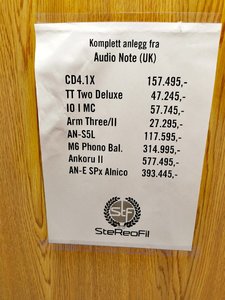 Komplett anlegg fra
Audio Note (UK)
CD4.1X 157.495,-
TT Two Deluxe 47.245,-
IO I MC 57.745,-
Arm Three/II 27.295,-
AN-S5L 117.595,-
M6 Phono Bal. 314.995,-
Ankoru II 577.495,-
AN-E SPx Alnico 393.445,-
StF
SteReoFil